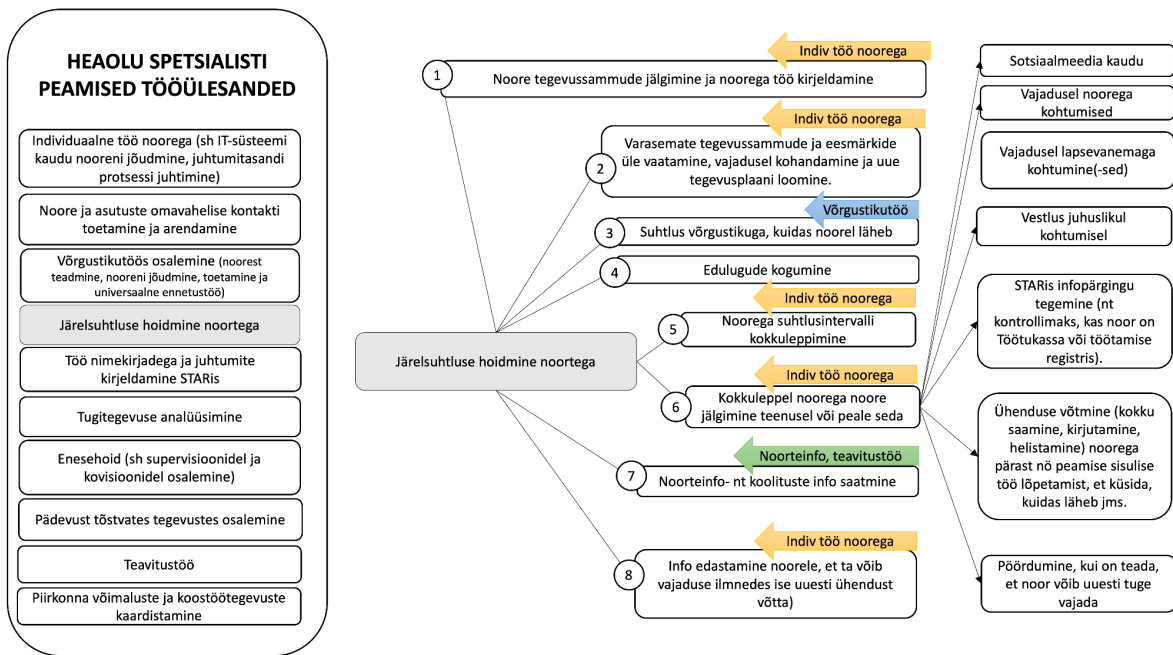 HEAOLU SPETSIALISTI
PEAMISED TÖÖÜLESANDED
Individuaalne töö noorega (sh IT-süsteemi
kaudu nooreni jõudmine, juhtumitasandi
protsessi juhtimine)
Noore ja asutuste omavahelise kontakti
toetamine ja arendamine
Võrgustikutöös osalemine (noorest
teadmine, nooreni jõudmine, toetamine ja
universaalne ennetustöö)
Järelsuhtluse hoidmine noortega
Töö nimekirjadega ja juhtumite
kirjeldamine STARis
Tugitegevuse analüüsimine
Enesehoid (sh supervisioonidel ja
kovisioonidel osalemine)
Pädevust tõstvates tegevustes osalemine
Teavitustöö
Piirkonna võimaluste ja koostöötegevuste
kaardistamine
Järelsuhtluse hoidmine noortega
Indiv töö noorega
1
Noore tegevussammude jälgimine ja noorega töö kirjeldamine
Indiv töö noorega
2
Varasemate tegevussammude ja eesmärkide
üle vaatamine, vajadusel kohandamine ja uue
tegevusplaani loomine.
Võrgustikutöö
3
Suhtlus võrgustikuga, kuidas noorel läheb
4
Edulugude kogumine
Indiv töö noorega
5
Noorega suhtlusintervalli
kokkuleppimine
Indiv töö noorega
6
Kokkuleppel noorega noore
jälgimine teenusel või peale seda
Noorteinfo, teavitustöö
7
Noorteinfo- nt koolituste info saatmine
Indiv töö noorega
8
Info edastamine noorele, et ta võib
vajaduse ilmnedes ise uuesti ühendust
võtta)
Sotsiaalmeedia kaudu
Vajadusel noorega
kohtumised
Vajadusel lapsevanemaga
kohtumine(-sed)
Vestlus juhuslikul
kohtumisel
STARis infopärgingu
tegemine (nt
kontrollimaks, kas noor on
Töötukassa või töötamise
registris).
Ühenduse võtmine (kokku
saamine, kirjutamine,
helistamine) noorega
pärast nö peamise sisulise
töö lõpetamist, et küsida,
kuidas läheb jms.
Pöördumine, kui on teada,
et noor võib uuesti tuge
vajada